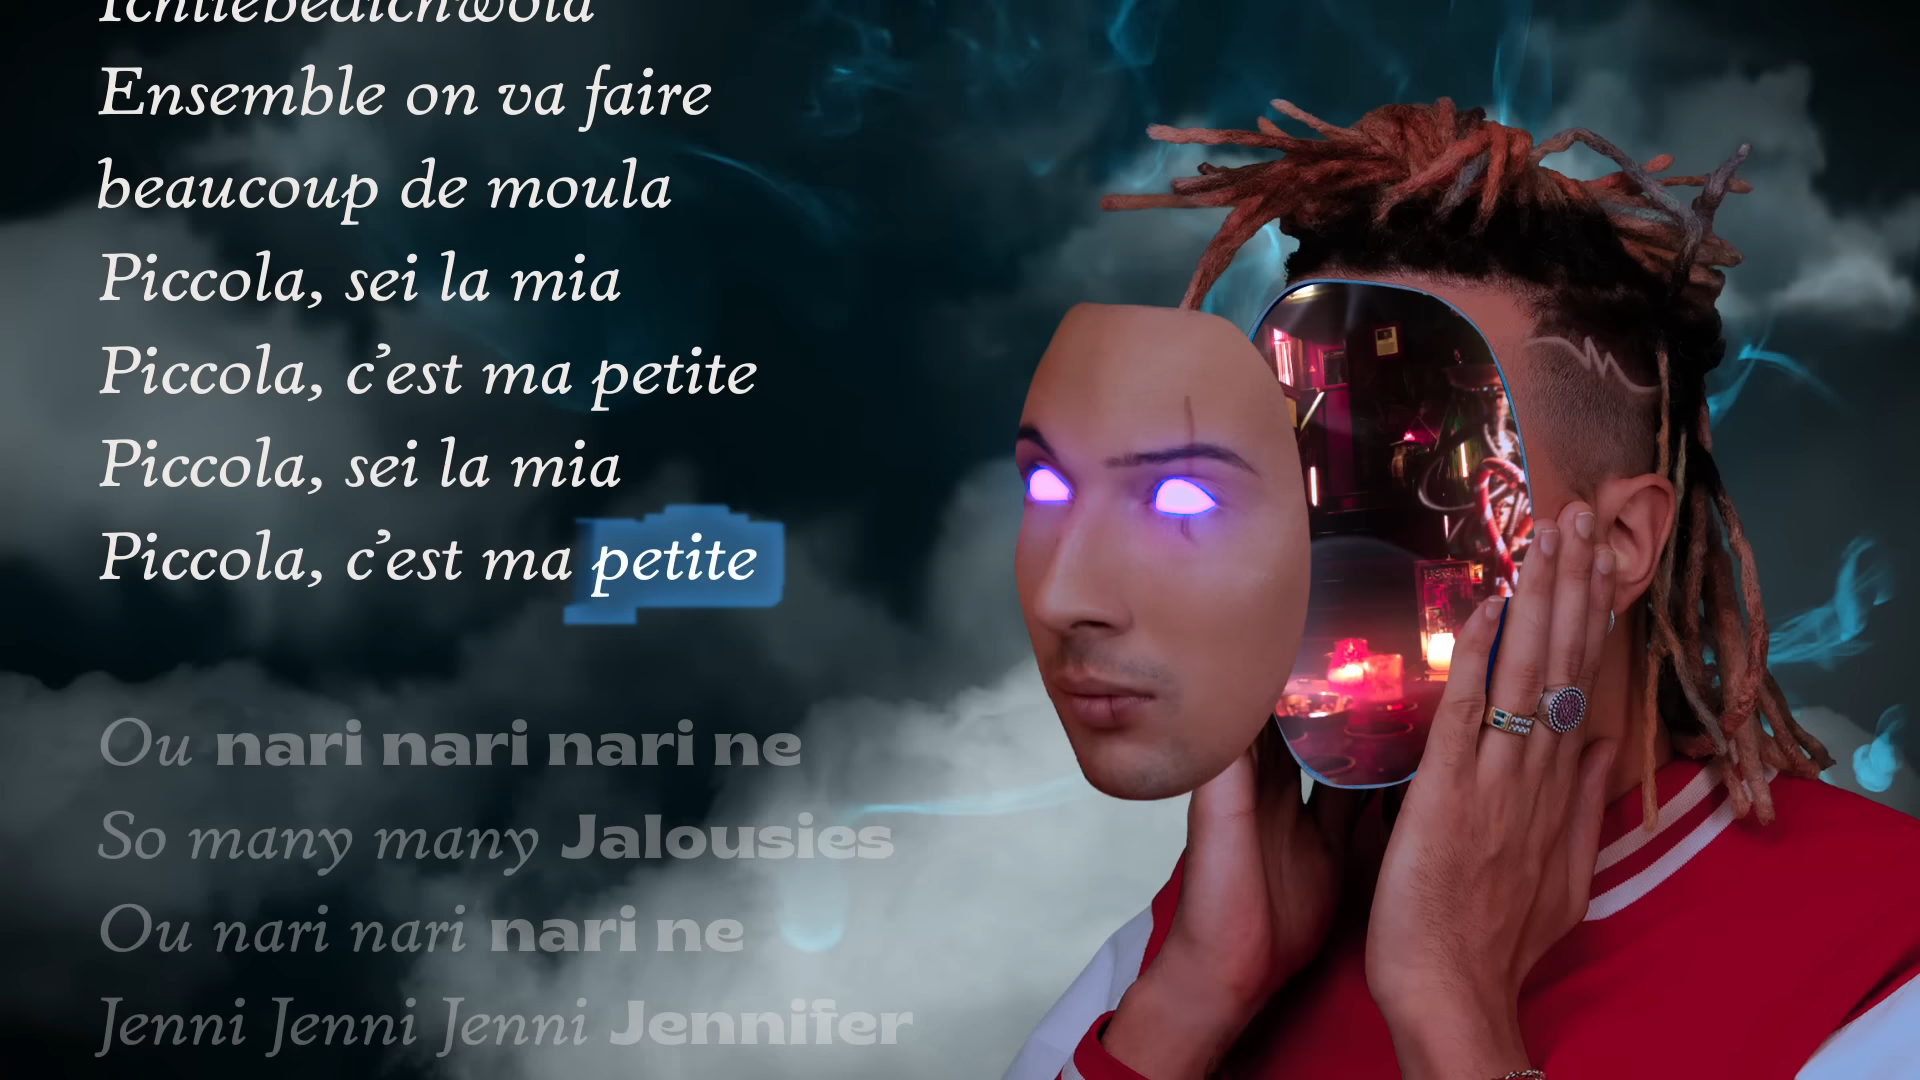 Ichliebedichwola
Ensemble on va faire
beaucoup de moula
Piccola, sei la mia
Piccola, c’est ma petite
Piccola, sei la mia
Piccola, c’est ma petite
Ou nari nari nari ne
So many many Jalousies
Ou nari nari nari ne
Jenni Jenni Jenni Jennifer